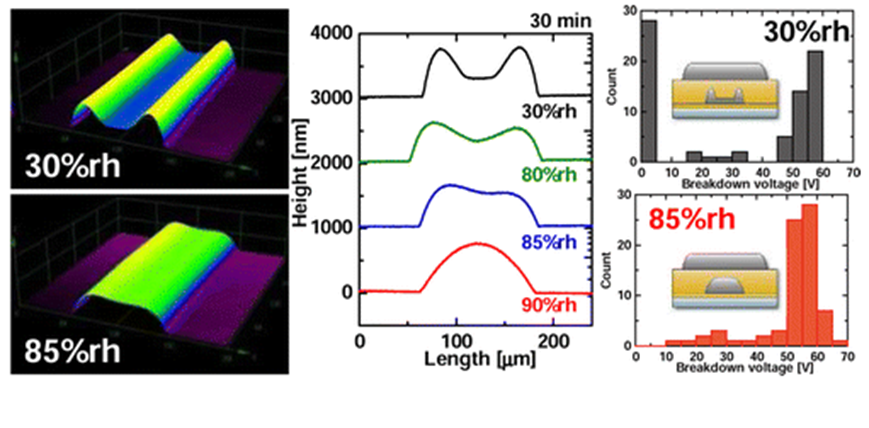 30%rh
85%rh
30 min
Height [nm]
4000
3000
2000
1000
0
30%rh
80%rh
85%rh
90%rh
0 100 200
Length [μm]
30%rh
Count
30
20
10
0
0 10 20 30 40 50 60 70
Breakdown voltage [V]
85%rh
Count
30
20
10
0
0 10 20 30 40 50 60 70
Breakdown voltage [V]